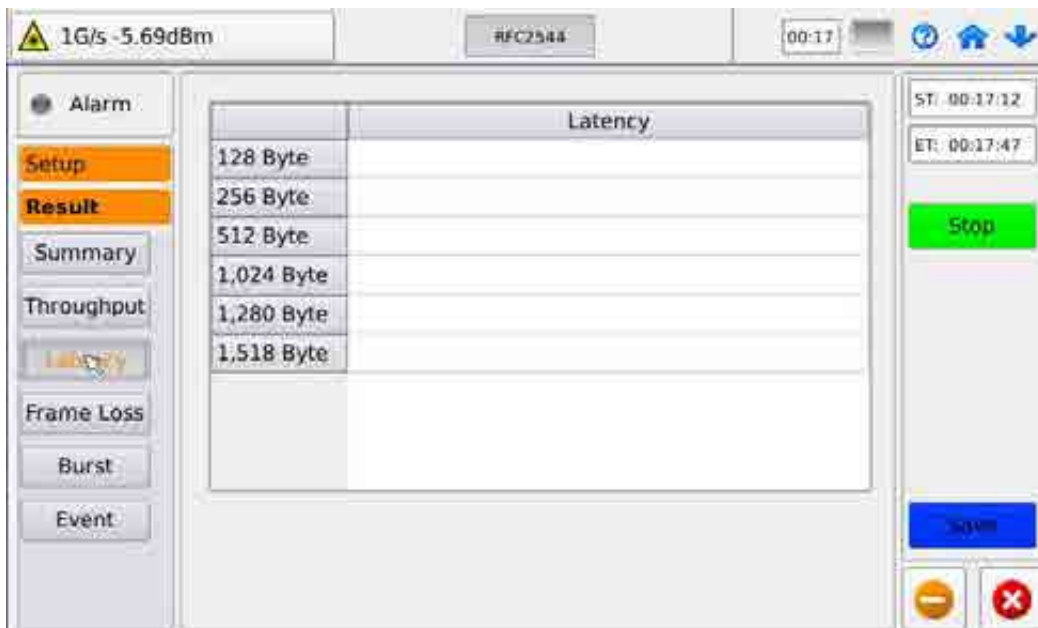 1G/s -5.69dBm
RFC2544
00:17
Alarm
Setup
Result
Summary
Throughput
Latency
Frame Loss
Burst
Event
Latency
128 Byte
256 Byte
512 Byte
1,024 Byte
1,280 Byte
1,518 Byte
ST: 00:17:12
ET: 00:17:47
Stop
Save